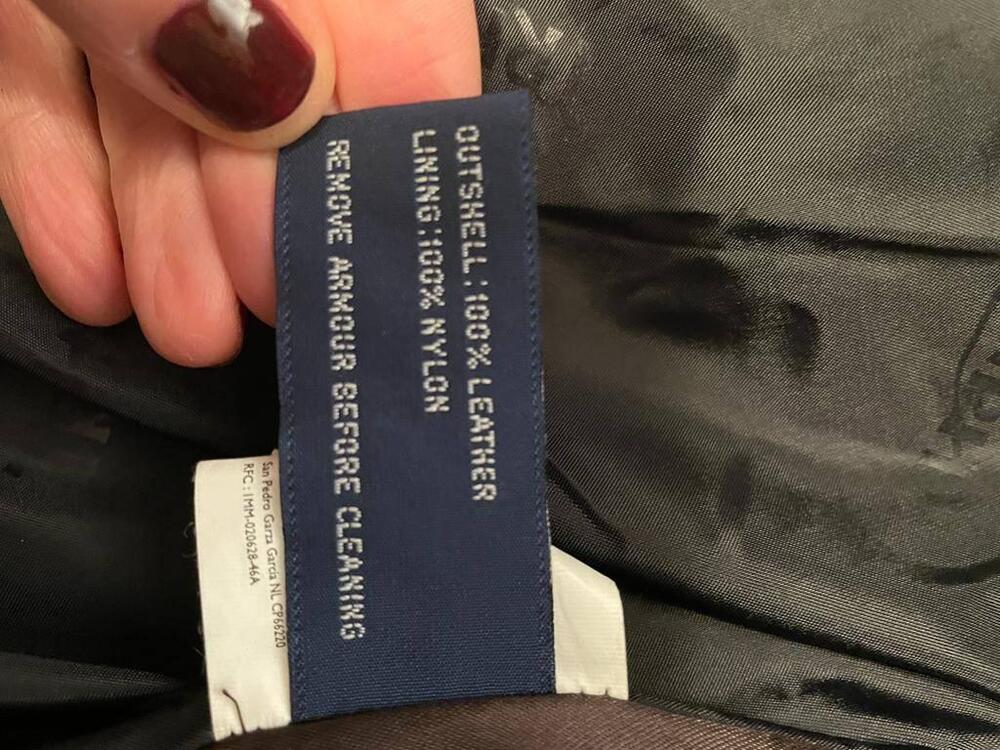 OUTSHELL:100% LEATHER
LINING:100% NYLON
REMOVE ARMOUR BEFORE CLEANING
San Pedro Garza García NL CP66220
RFC : IMM-020628-46A